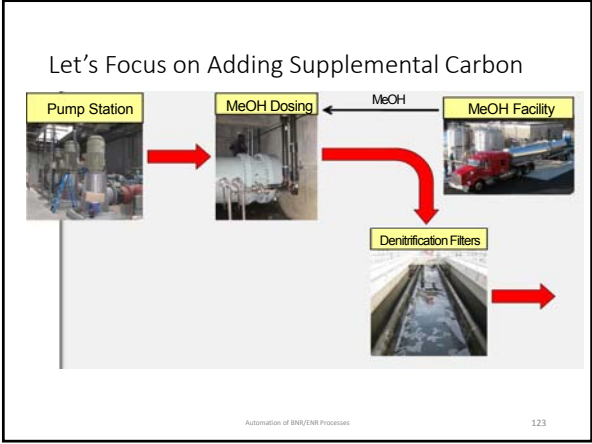 Let's Focus on Adding Supplemental Carbon
Pump Station
MeOH Dosing
MeOH
MeOH Facility
Denitrification Filters
Automation of BNR/ENR Processes
123